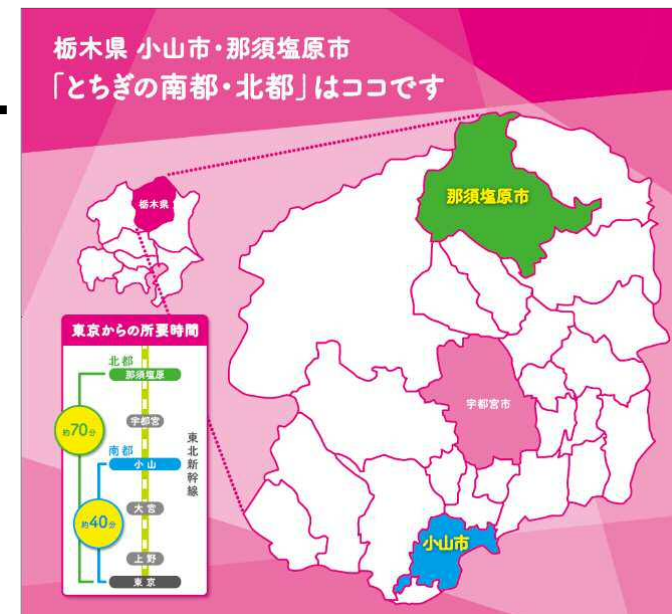 栃木県 小山市・那須塩原市
「とちぎの南都・北都」はココです
栃木県
那須塩原市
宇都宮市
小山市
東京からの所要時間
北都
那須塩原
約70分
宇都宮
南都
小山
東北新幹線
約40分
大宮
上野
東京